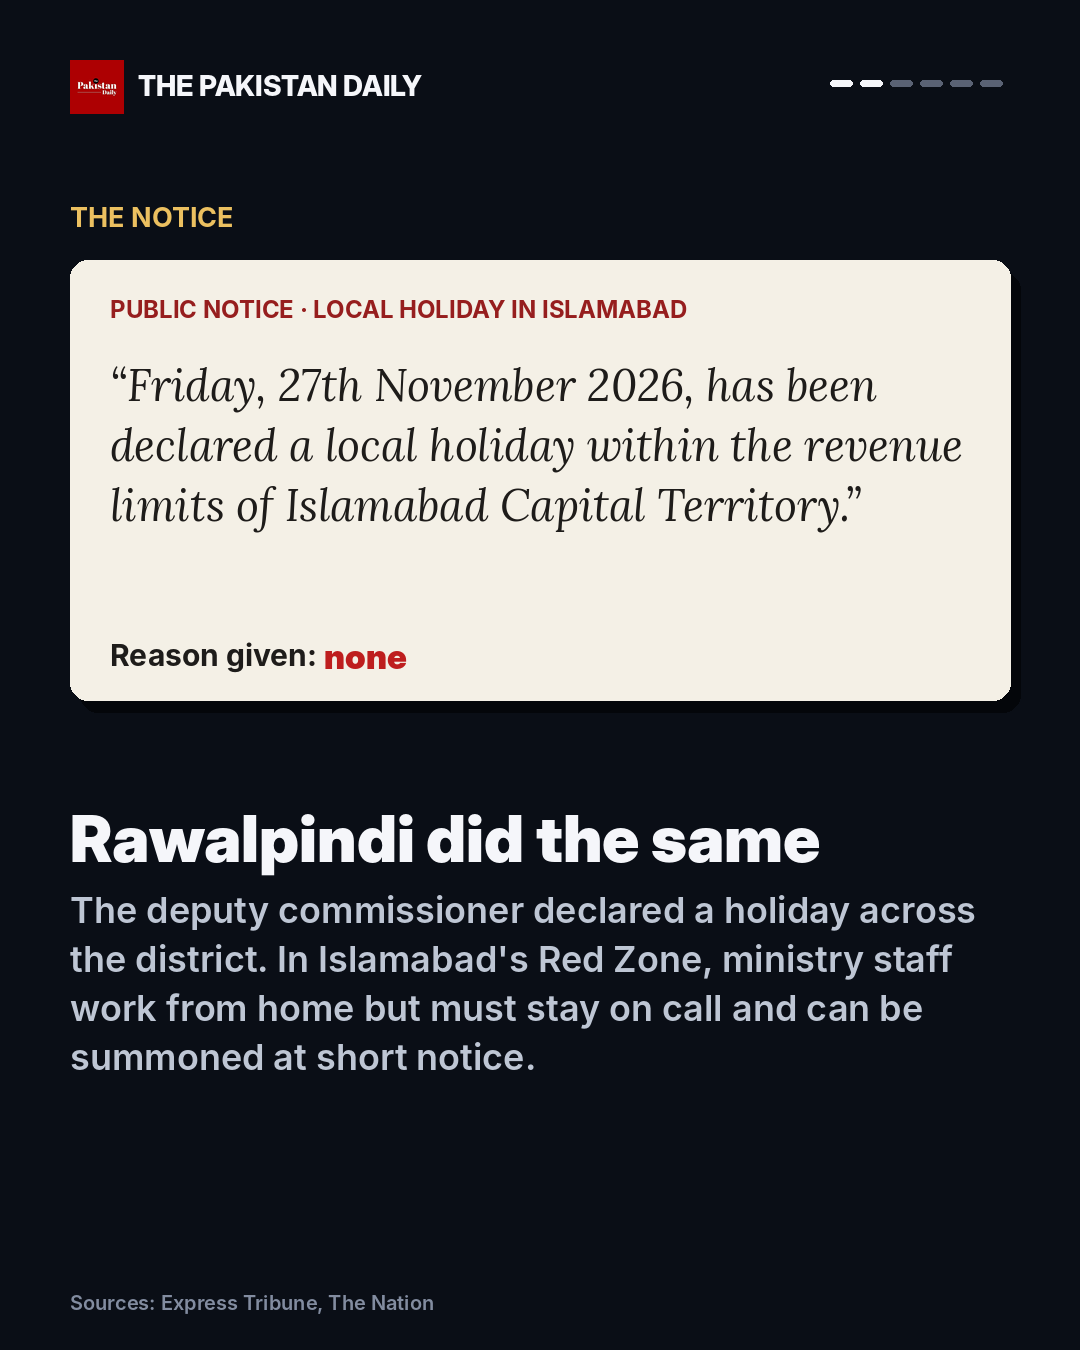 Pakistan
Daily
THE PAKISTAN DAILY
THE NOTICE
PUBLIC NOTICE · LOCAL HOLIDAY IN ISLAMABAD
“Friday, 27th November 2026, has been
declared a local holiday within the revenue
limits of Islamabad Capital Territory.”
Reason given: none
Rawalpindi did the same
The deputy commissioner declared a holiday across
the district. In Islamabad's Red Zone, ministry staff
work from home but must stay on call and can be
summoned at short notice.
Sources: Express Tribune, The Nation